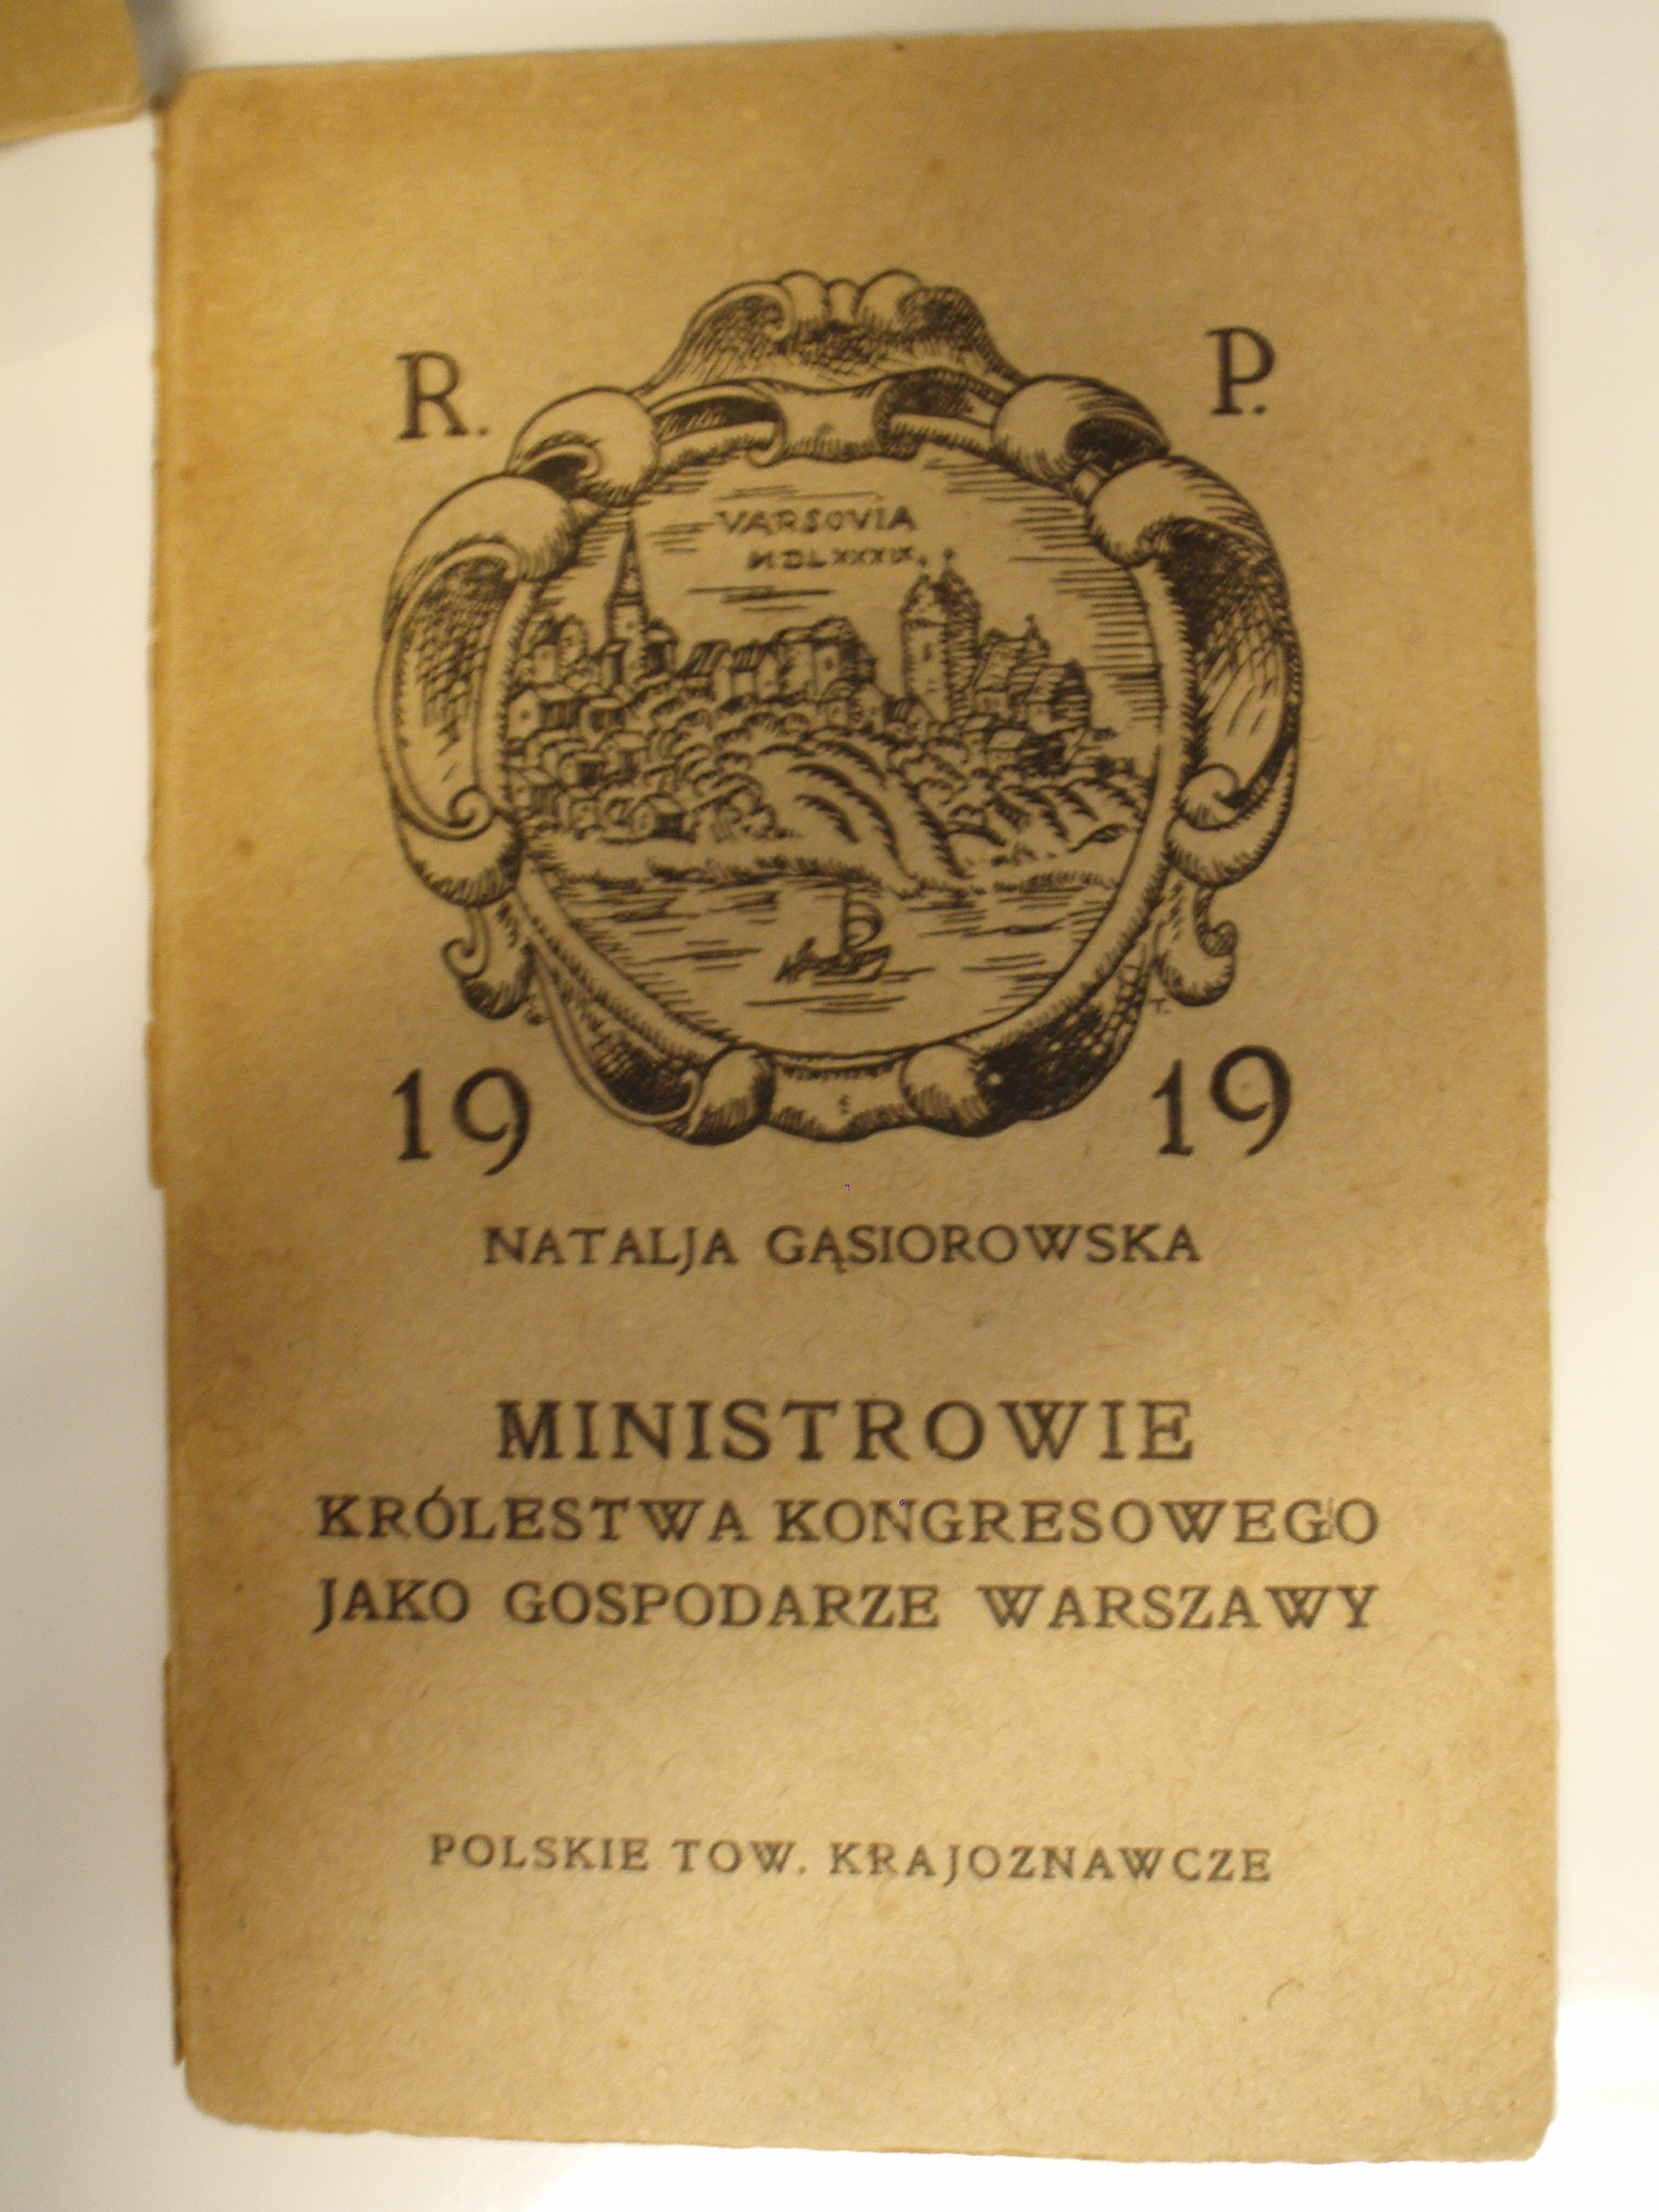 R. P.
VARSOVIA
MDLXXXIX
19 19
NATALJA GĄSIOROWSKA
MINISTROWIE
KRÓLESTWA KONGRESOWEGO
JAKO GOSPODARZE WARSZAWY
POLSKIE TOW. KRAJOZNAWCZE